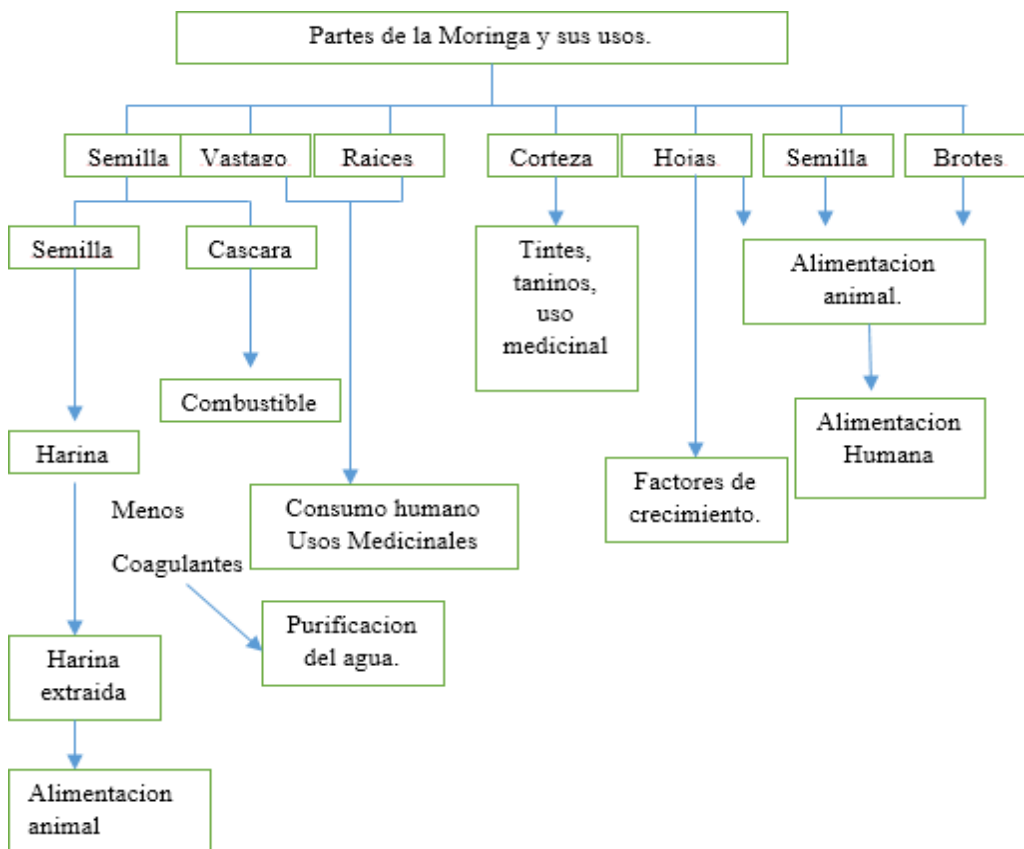 Partes de la Moringa y sus usos.
Semilla
Vastago
Raices
Corteza
Hojas
Semilla
Brotes
Semilla
Cascara
Tintes,
taninos,
uso
medicinal
Alimentacion
animal.
Combustible
Alimentacion
Humana
Harina
Factores de
crecimiento.
Menos
Coagulantes
Consumo humano
Usos Medicinales
Purificacion
del agua.
Harina
extraida
Alimentacion
animal